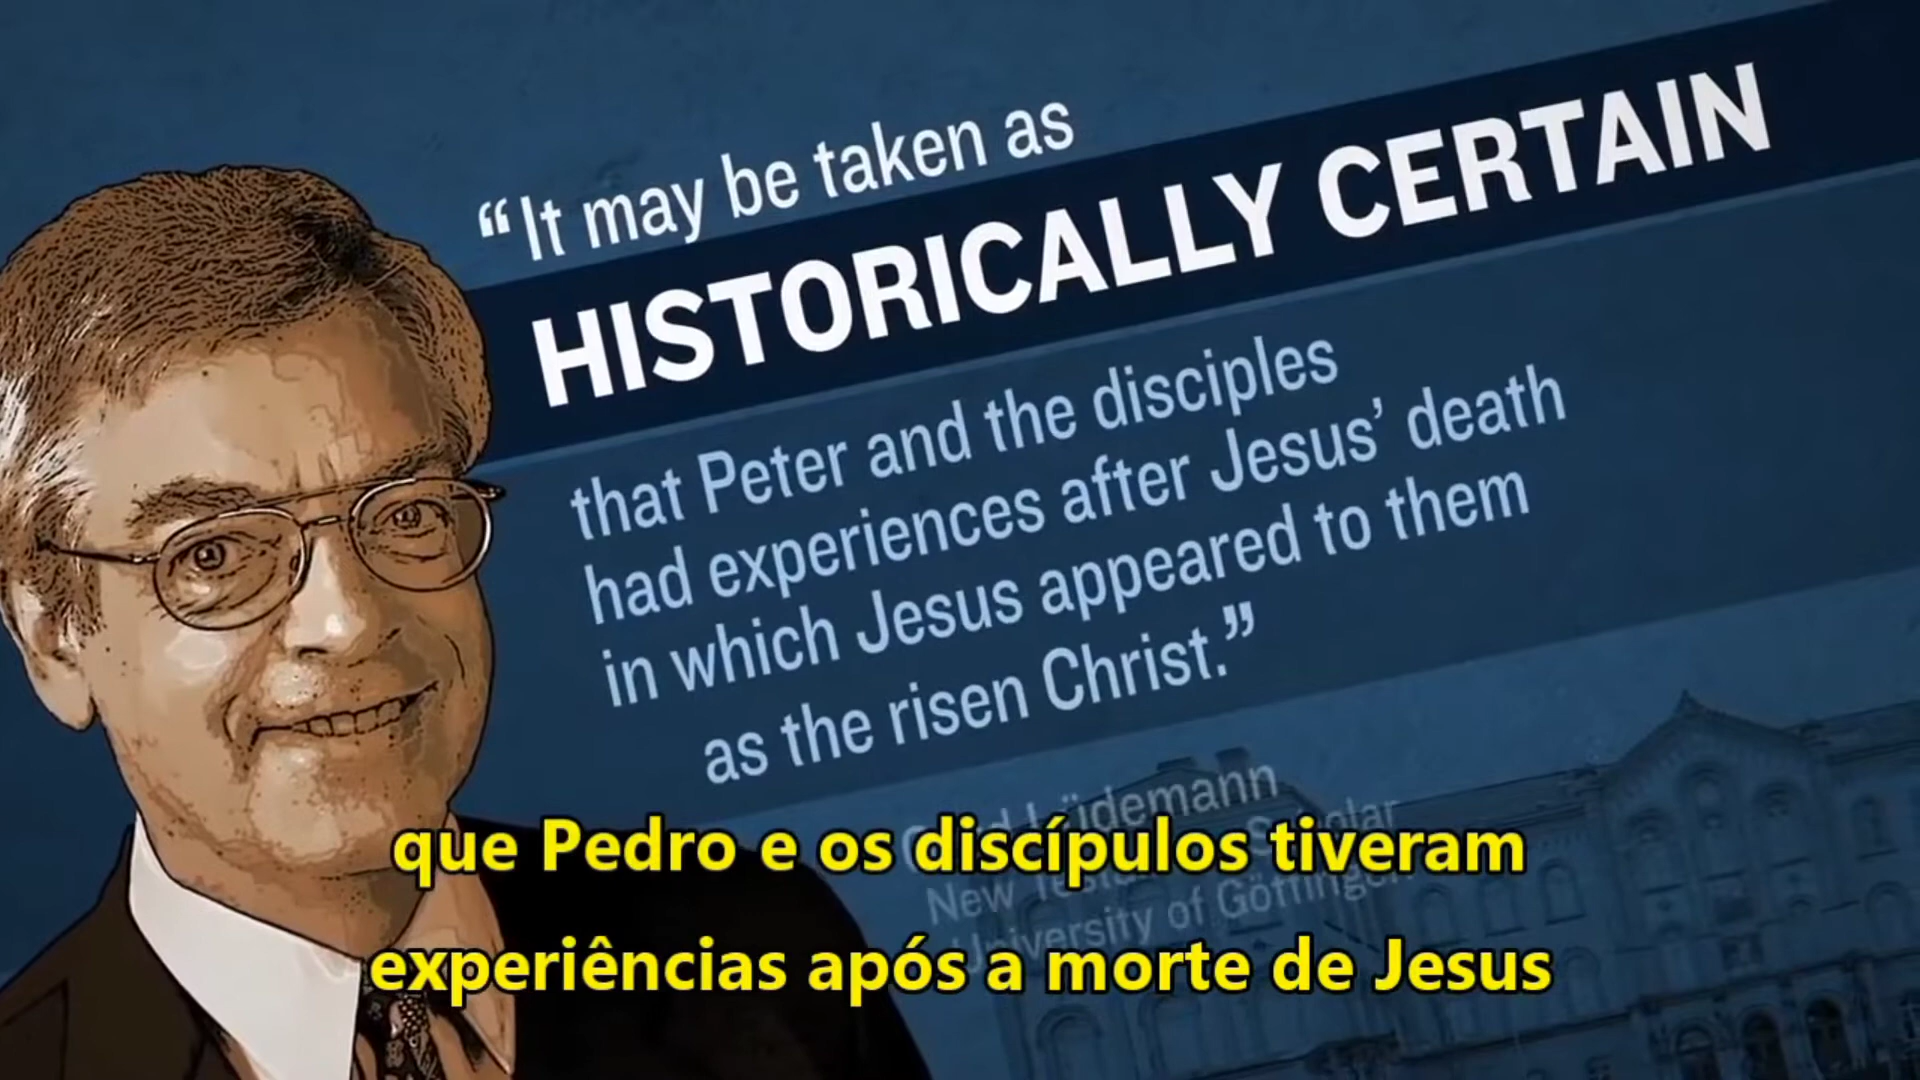 “It may be taken as
HISTORICALLY CERTAIN
that Peter and the disciples
had experiences after Jesus’ death
in which Jesus appeared to them
as the risen Christ.”
Lüdemann
New
University of Göttingen
que Pedro e os discípulos tiveram
experiências após a morte de Jesus